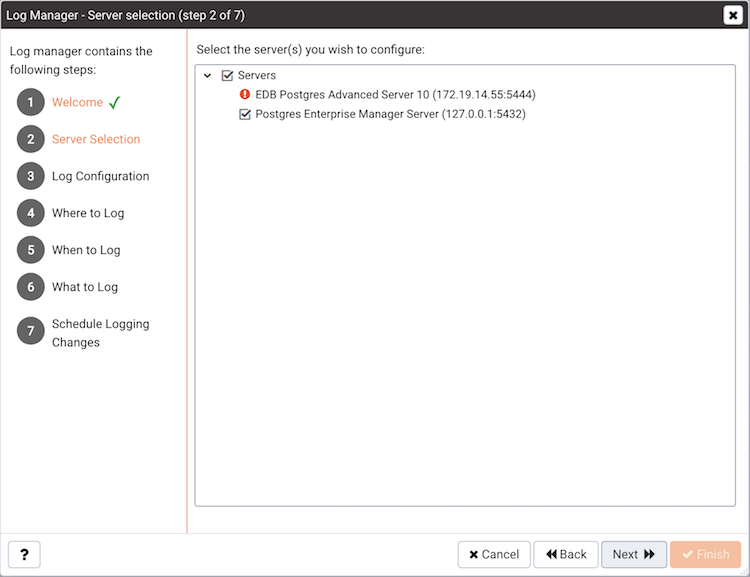 Log Manager - Server selection (step 2 of 7)
Log manager contains the
following steps:
1 Welcome
2 Server Selection
3 Log Configuration
4 Where to Log
5 When to Log
6 What to Log
7 Schedule Logging
Changes
Select the server(s) you wish to configure:
Servers
EDB Postgres Advanced Server 10 (172.19.14.55:5444)
Postgres Enterprise Manager Server (127.0.0.1:5432)
? Cancel Back Next Finish